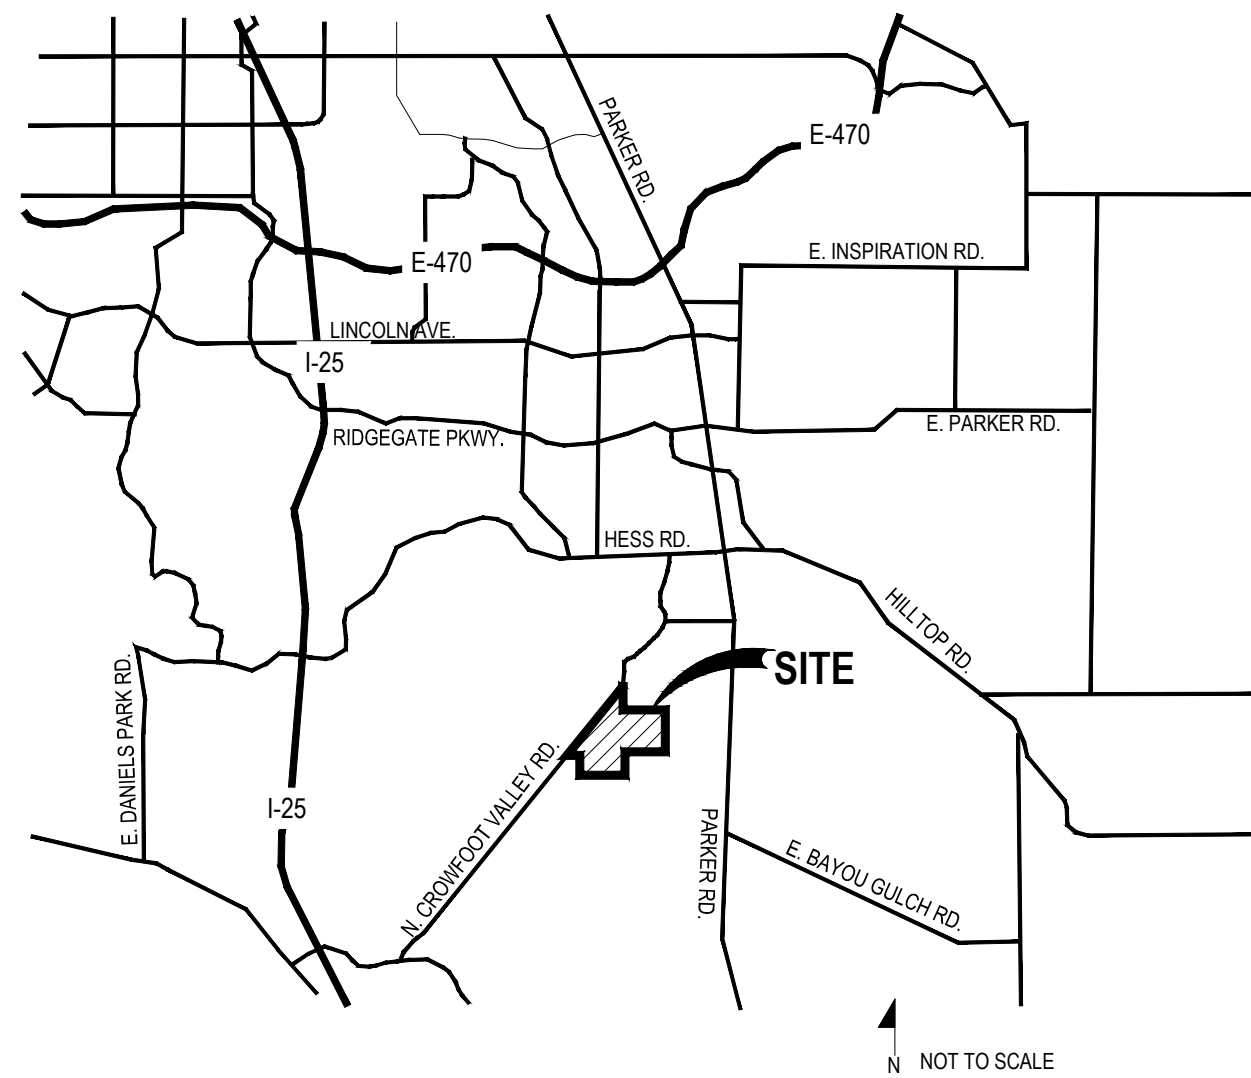 PARKER RD.
E-470
E. INSPIRATION RD.
E-470
LINCOLN AVE.
I-25
E. PARKER RD.
RIDGEGATE PKWY.
HESS RD.
HILLTOP RD.
SITE
E. DANIELS PARK RD.
N. CROWFOOT VALLEY RD.
I-25
PARKER RD.
E. BAYOU GULCH RD.
N
NOT TO SCALE